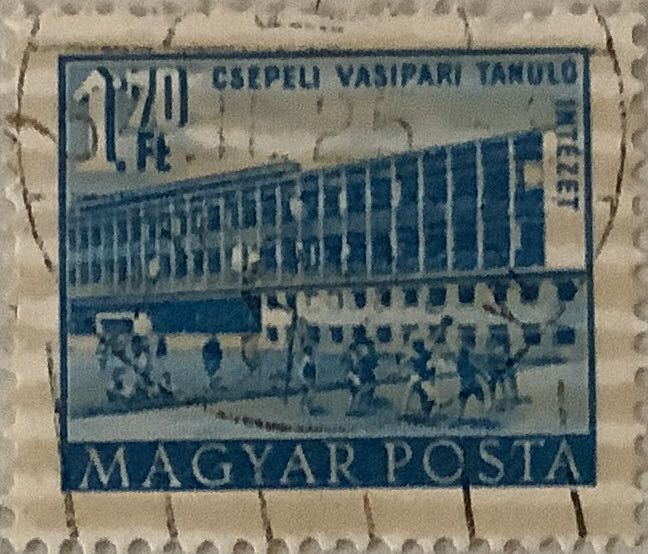 CSEPELI VASIPARI TANULÓ
INTÉZET
1.70
Ft
MAGYAR POSTA